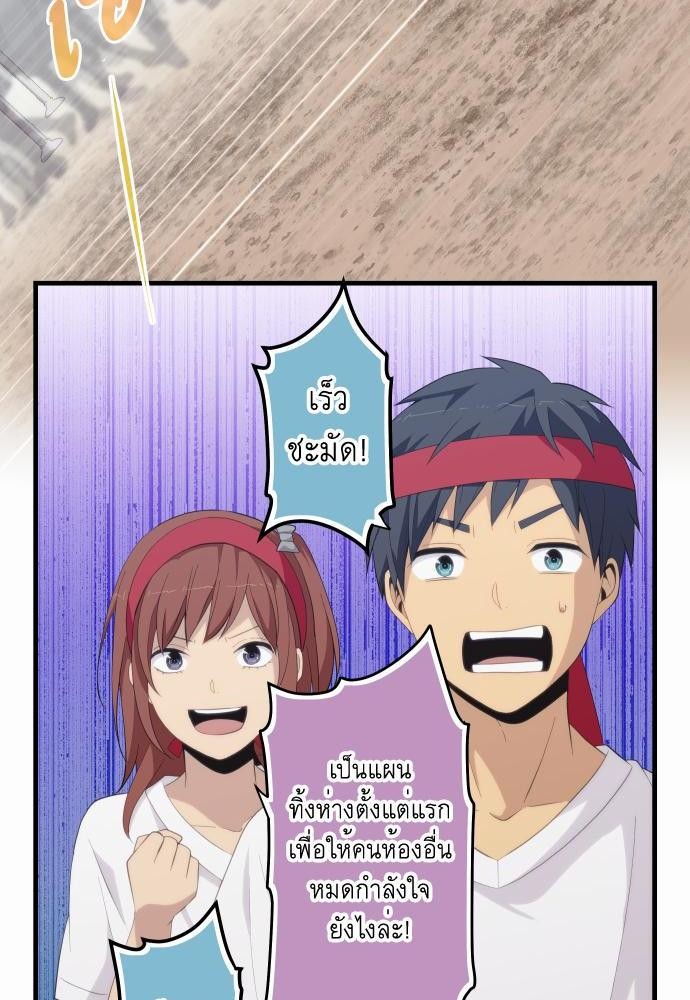 เร็ว
ชะมัด!
เป็นแผน
ทิ้งห่างตั้งแต่แรก
เพื่อให้คนห้องอื่น
หมดกำลังใจ
ยังไงล่ะ!